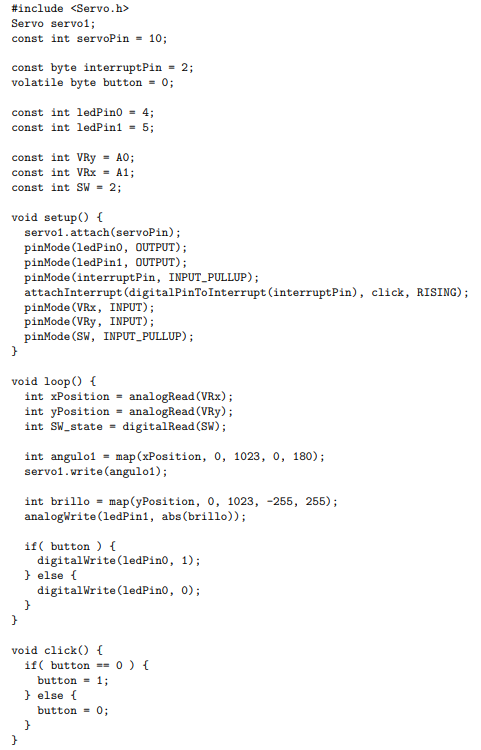 #include <Servo.h>
Servo servo1;
const int servoPin = 10;

const byte interruptPin = 2;
volatile byte button = 0;

const int ledPin0 = 4;
const int ledPin1 = 5;

const int VRy = A0;
const int VRx = A1;
const int SW = 2;

void setup() {
  servo1.attach(servoPin);
  pinMode(ledPin0, OUTPUT);
  pinMode(ledPin1, OUTPUT);
  pinMode(interruptPin, INPUT_PULLUP);
  attachInterrupt(digitalPinToInterrupt(interruptPin), click, RISING);
  pinMode(VRx, INPUT);
  pinMode(VRy, INPUT);
  pinMode(SW, INPUT_PULLUP);
}

void loop() {
  int xPosition = analogRead(VRx);
  int yPosition = analogRead(VRy);
  int SW_state = digitalRead(SW);

  int angulo1 = map(xPosition, 0, 1023, 0, 180);
  servo1.write(angulo1);

  int brillo = map(yPosition, 0, 1023, -255, 255);
  analogWrite(ledPin1, abs(brillo));

  if( button ) {
    digitalWrite(ledPin0, 1);
  } else {
    digitalWrite(ledPin0, 0);
  }
}

void click() {
  if( button == 0 ) {
    button = 1;
  } else {
    button = 0;
  }
}